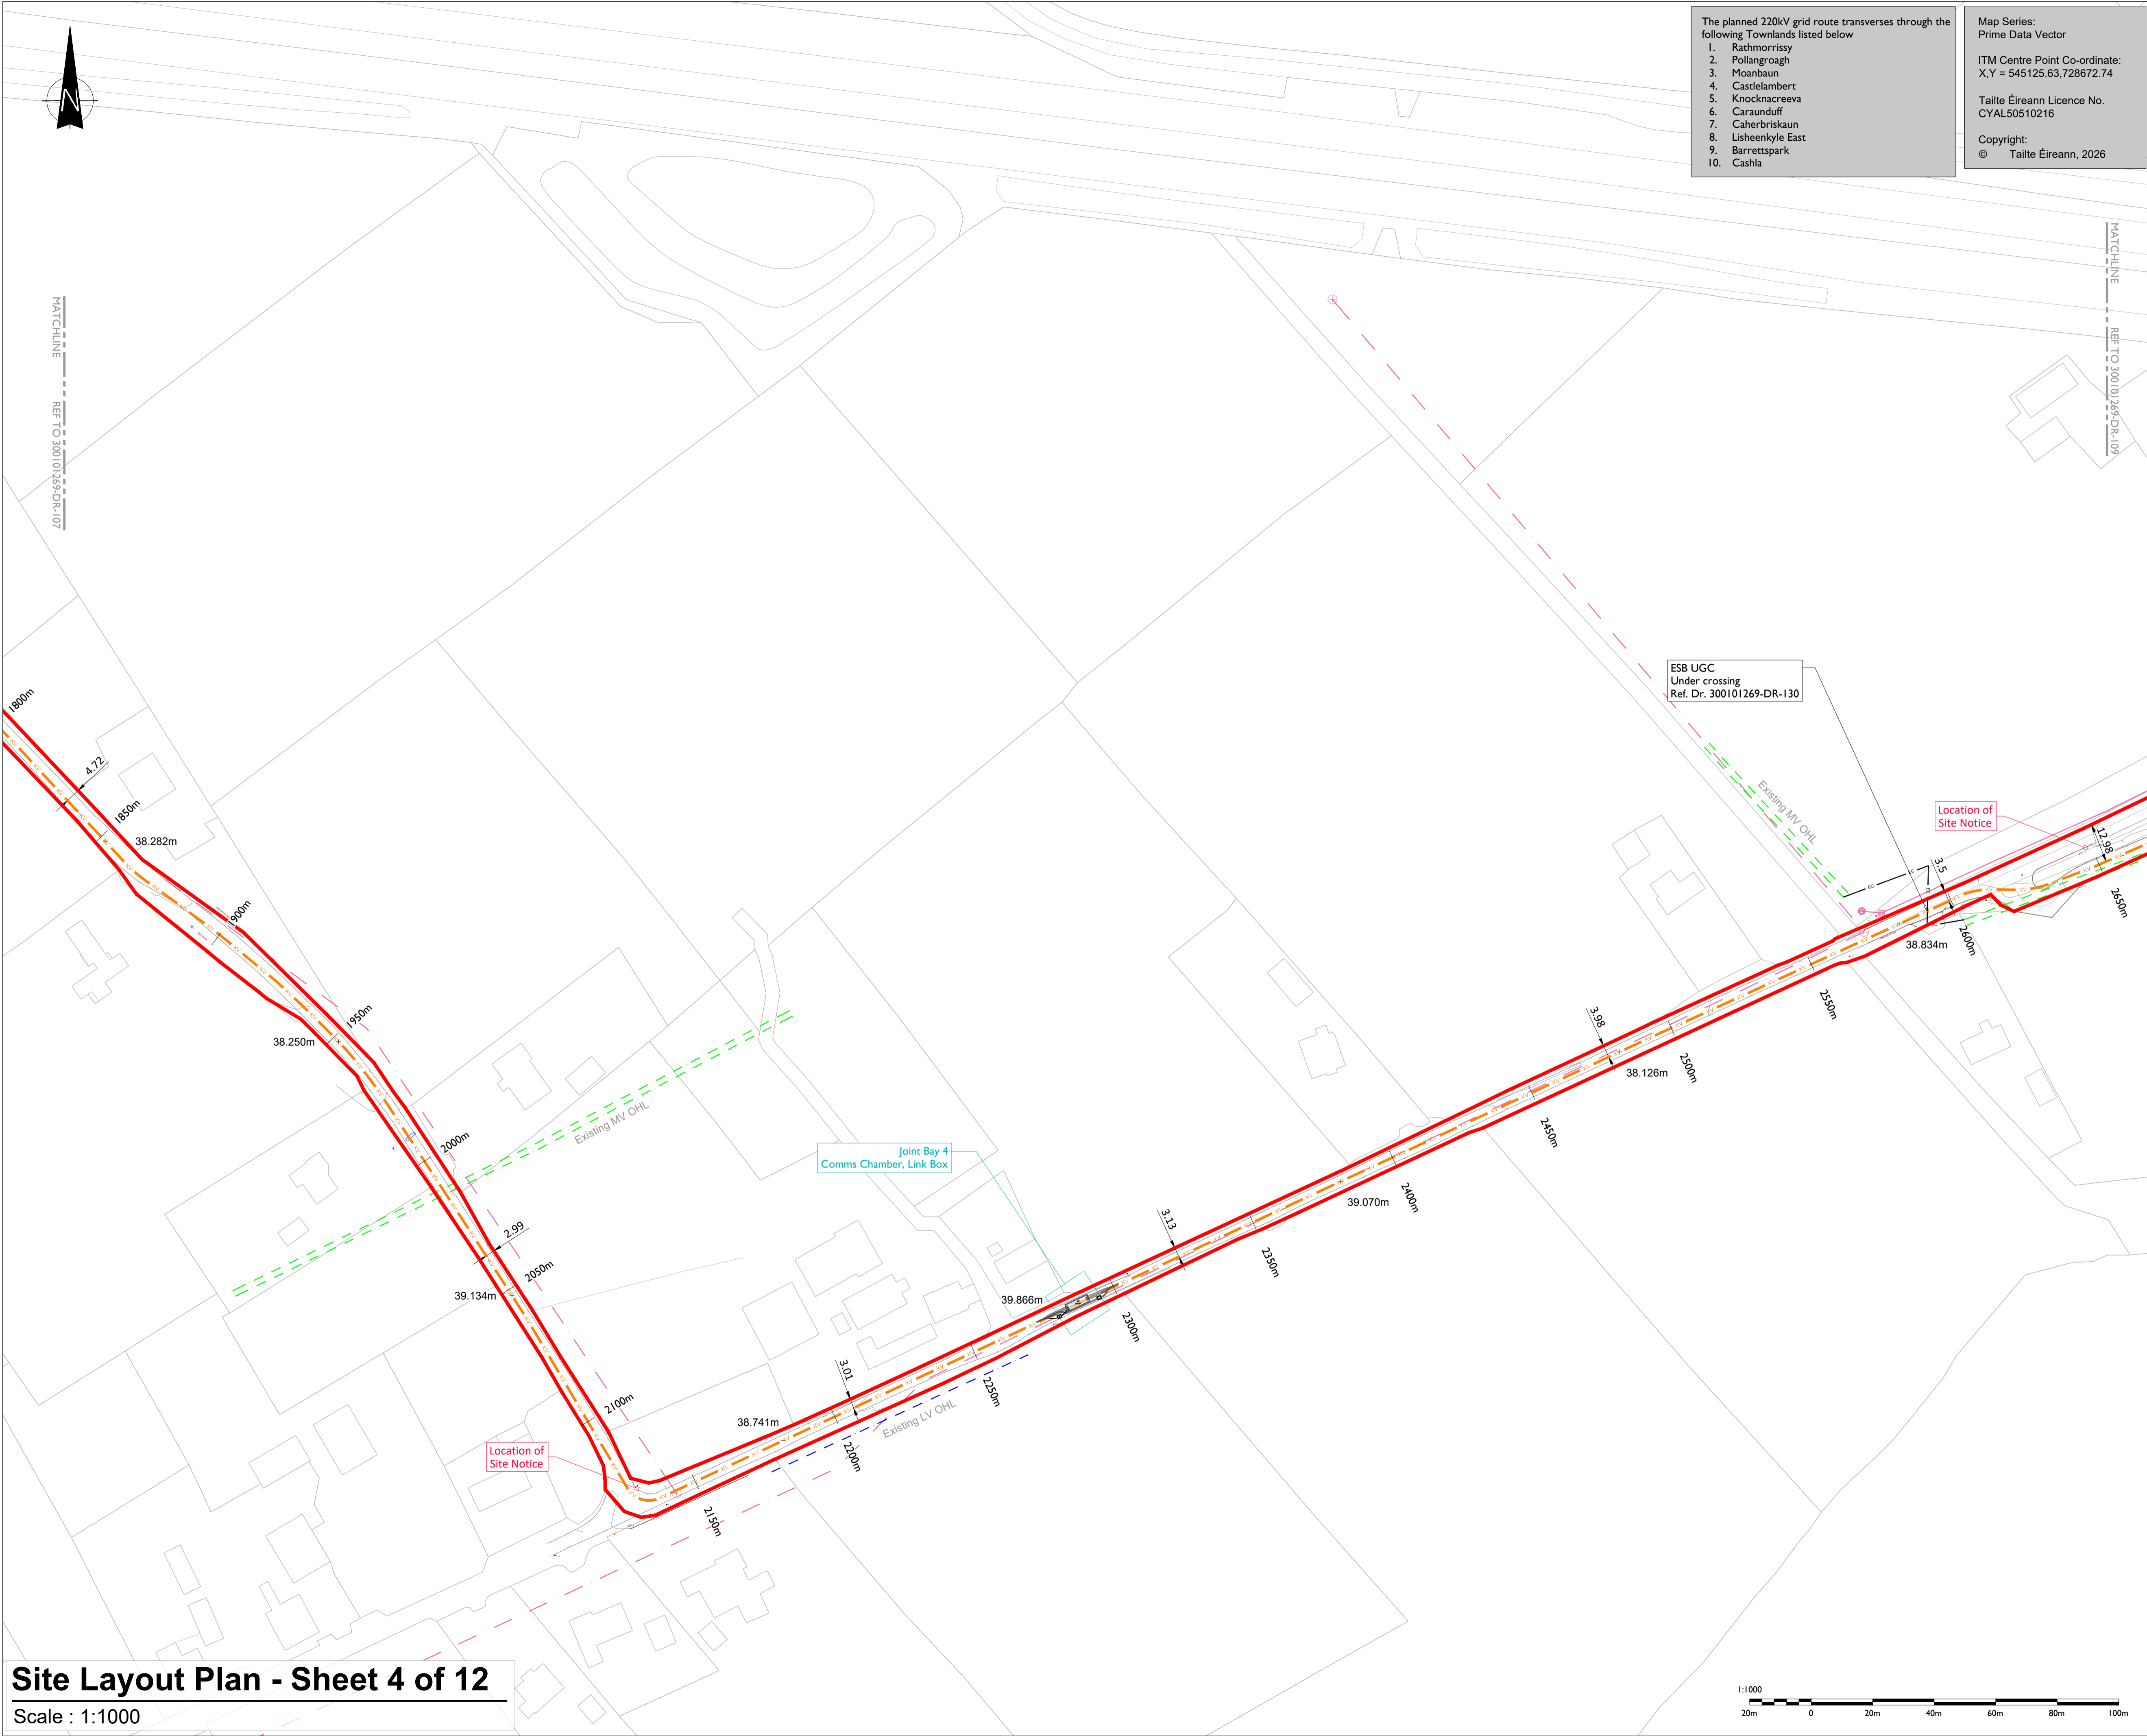 The planned 220kV grid route transverses through the
following Townlands listed below
1. Rathmorrissy
2. Pollangroagh
3. Moanbaun
4. Castlelambert
5. Knocknacreeva
6. Caraunduff
7. Caherbriskaun
8. Lisheenkyle East
9. Barrettspark
10. Cashla
Map Series:
Prime Data Vector
ITM Centre Point Co-ordinate:
X,Y = 545125.63,728672.74
Tailte Éireann Licence No.
CYAL50510216
Copyright:
© Tailte Éireann, 2026
N
MATCHLINE REF TO 300101269-DR-107
MATCHLINE REF TO 300101269-DR-109
ESB UGC
Under crossing
Ref. Dr. 300101269-DR-130
1800m
4.72
1850m
38.282m
1900m
1950m
38.250m
2000m
Existing MV OHL
2.99
2050m
39.134m
2100m
Location of
Site Notice
2150m
38.741m
3.01
2200m
Existing LV OHL
2250m
Joint Bay 4
Comms Chamber, Link Box
39.866m
2300m
3.13
2350m
39.070m
2400m
2450m
3.98
38.126m
2500m
2550m
Existing MV OHL
Location of
Site Notice
3.5
12.98
38.834m
2600m
2650m
Site Layout Plan - Sheet 4 of 12
Scale : 1:1000
1:1000
20m 0 20m 40m 60m 80m 100m